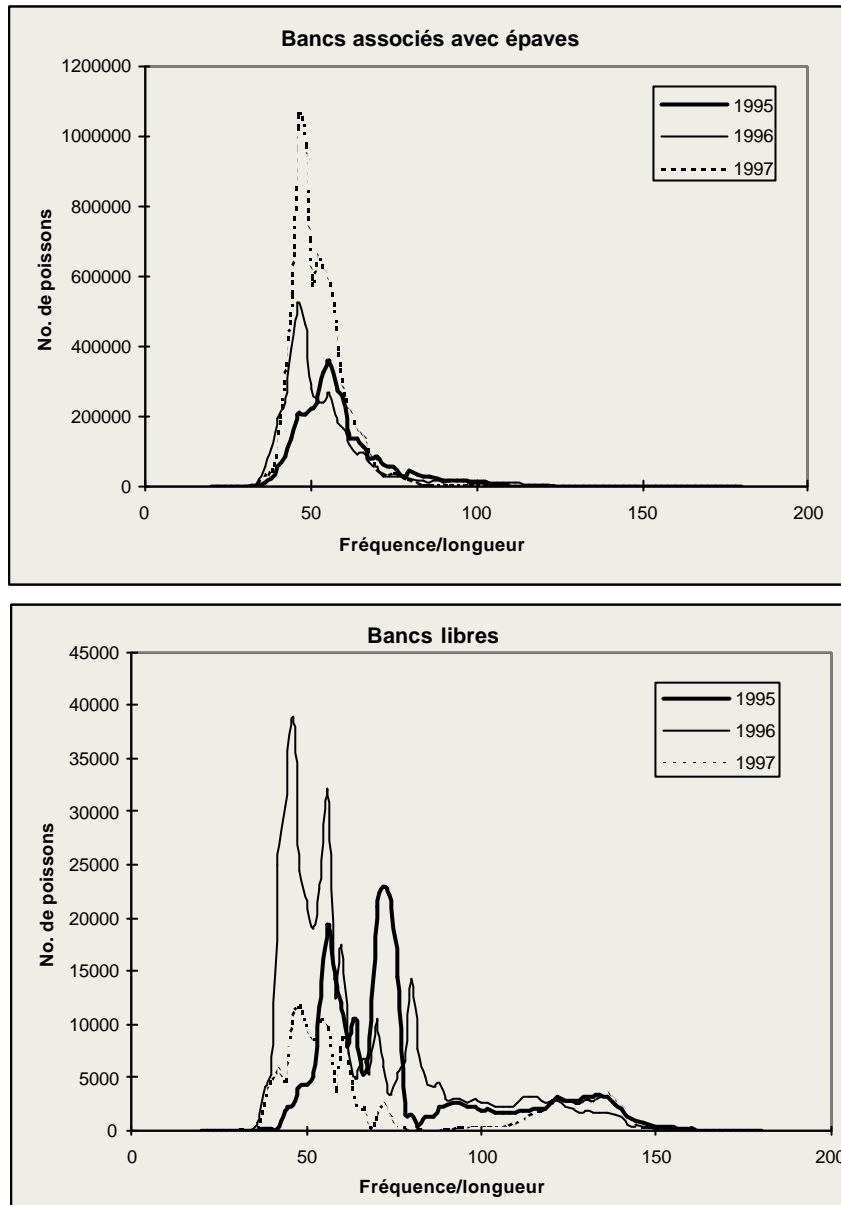 Bancs associés avec épaves
1200000
1000000
800000
600000
400000
200000
0
No. de poissons
1995
1996
1997
0 50 100 150 200
Fréquence/longueur
Bancs libres
45000
40000
35000
30000
25000
20000
15000
10000
5000
0
No. de poissons
1995
1996
1997
0 50 100 150 200
Fréquence/longueur